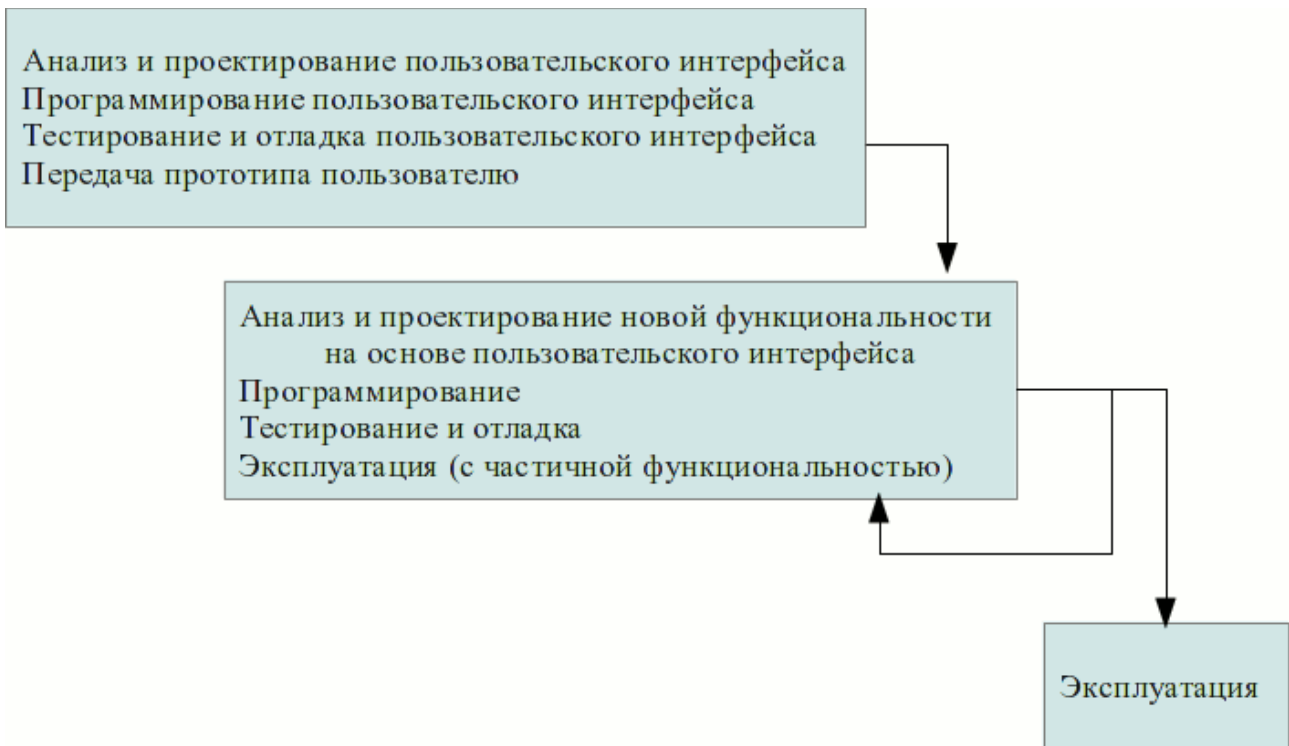 Анализ и проектирование пользовательского интерфейса
Программирование пользовательского интерфейса
Тестирование и отладка пользовательского интерфейса
Передача прототипа пользователю
Анализ и проектирование новой функциональности
на основе пользовательского интерфейса
Программирование
Тестирование и отладка
Эксплуатация (с частичной функциональностью)
Эксплуатация